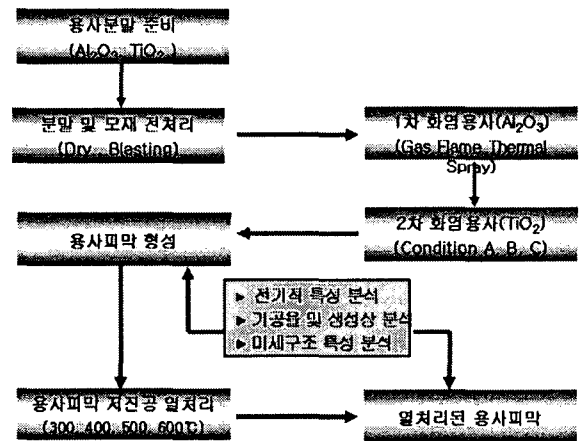 용사분말 준비
(Al₂O₃, TiO₂)
분말 및 모재 전처리
(Dry, Blasting)
1차 화염용사(Al₂O₃)
(Gas Flame Thermal
Spray)
2차 화염용사(TiO₂)
(Condition A, B, C)
용사피막 형성
▶ 전기적 특성 분석
▶ 기공율 및 생성상 분석
▶ 미세구조 특성 분석
용사피막 저진공 열처리
(300, 400, 500, 600℃)
열처리된 용사피막